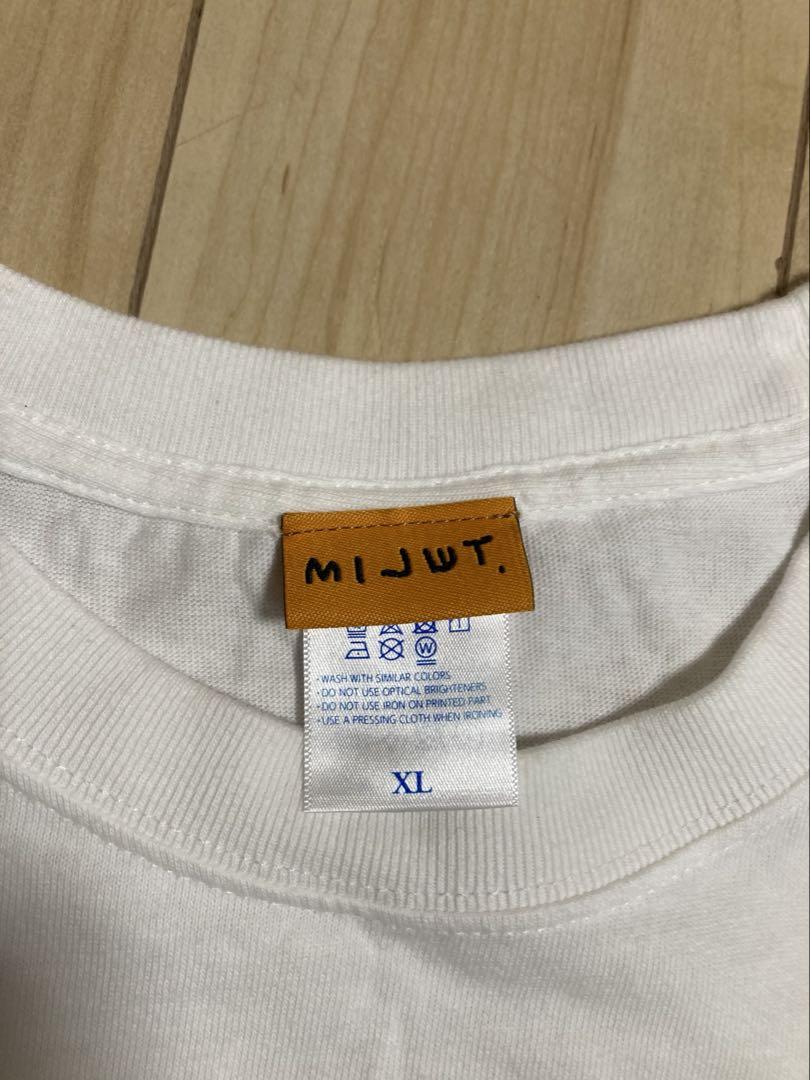 MIJWT.
W
· WASH WITH SIMILAR COLORS
· DO NOT USE OPTICAL BRIGHTENERS
· DO NOT USE IRON ON PRINTED PART
· USE A PRESSING CLOTH WHEN IRONING
XL